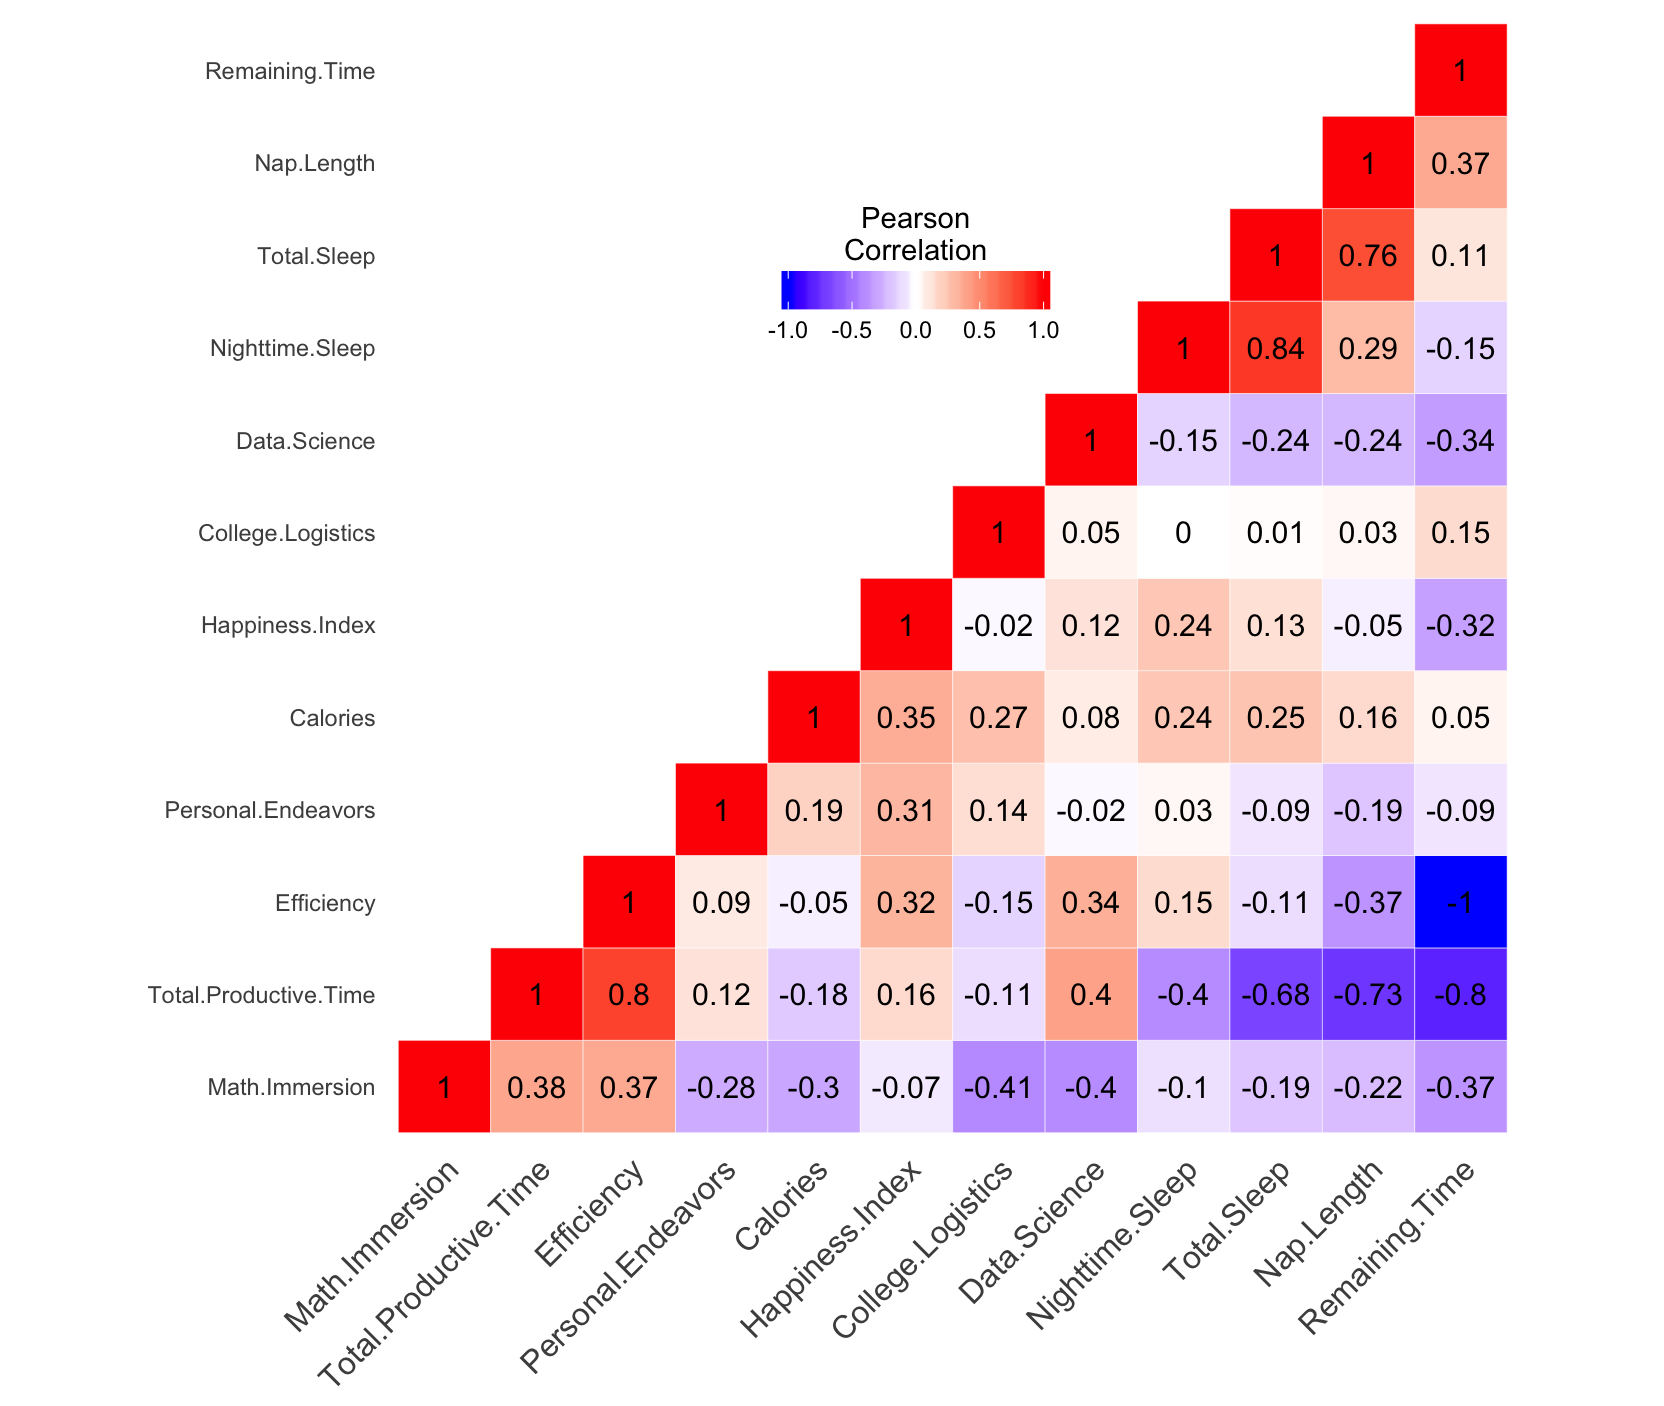 Remaining.Time 1
Nap.Length 1 0.37
Pearson
Correlation
-1.0 -0.5 0.0 0.5 1.0
Total.Sleep 1 0.76 0.11
Nighttime.Sleep 1 0.84 0.29 -0.15
Data.Science 1 -0.15 -0.24 -0.24 -0.34
College.Logistics 1 0.05 0 0.01 0.03 0.15
Happiness.Index 1 -0.02 0.12 0.24 0.13 -0.05 -0.32
Calories 1 0.35 0.27 0.08 0.24 0.25 0.16 0.05
Personal.Endeavors 1 0.19 0.31 0.14 -0.02 0.03 -0.09 -0.19 -0.09
Efficiency 1 0.09 -0.05 0.32 -0.15 0.34 0.15 -0.11 -0.37 -1
Total.Productive.Time 1 0.8 0.12 -0.18 0.16 -0.11 0.4 -0.4 -0.68 -0.73 -0.8
Math.Immersion 1 0.38 0.37 -0.28 -0.3 -0.07 -0.41 -0.4 -0.1 -0.19 -0.22 -0.37
Math.Immersion
Total.Productive.Time
Efficiency
Personal.Endeavors
Calories
Happiness.Index
College.Logistics
Data.Science
Nighttime.Sleep
Total.Sleep
Nap.Length
Remaining.Time